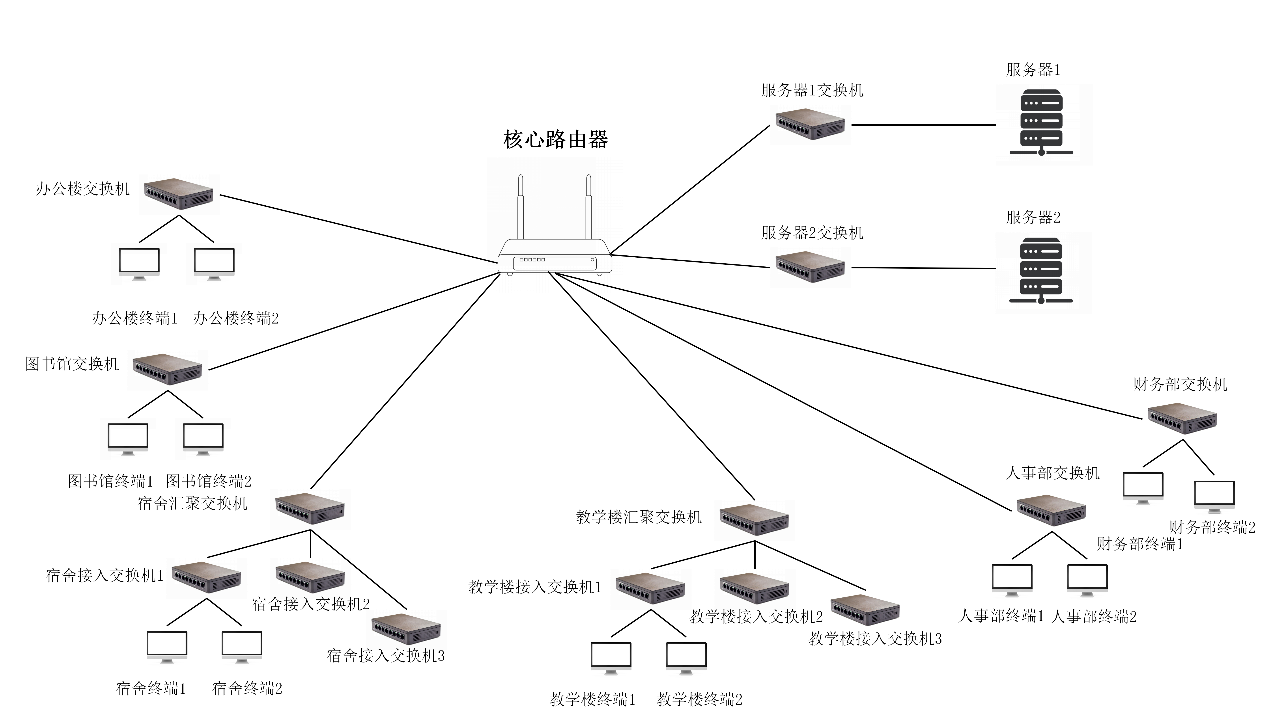 服务器1
服务器1交换机
核心路由器
办公楼交换机
服务器2
服务器2交换机
办公楼终端1 办公楼终端2
图书馆交换机
财务部交换机
图书馆终端1 图书馆终端2
人事部交换机
宿舍汇聚交换机
教学楼汇聚交换机
财务部终端2
财务部终端1
宿舍接入交换机1
教学楼接入交换机1
宿舍接入交换机2
教学楼接入交换机2
人事部终端1 人事部终端2
教学楼接入交换机3
宿舍接入交换机3
宿舍终端1 宿舍终端2
教学楼终端1 教学楼终端2